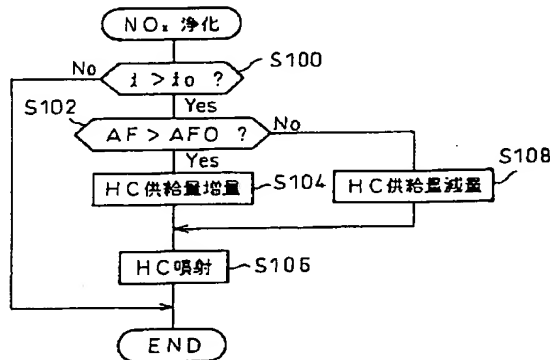 NOx 浄化
No
i > io ?
S100
S102
Yes
AF > AFO ?
No
Yes
HC供給量増量
S104
HC供給量減量
S108
HC噴射
S106
END